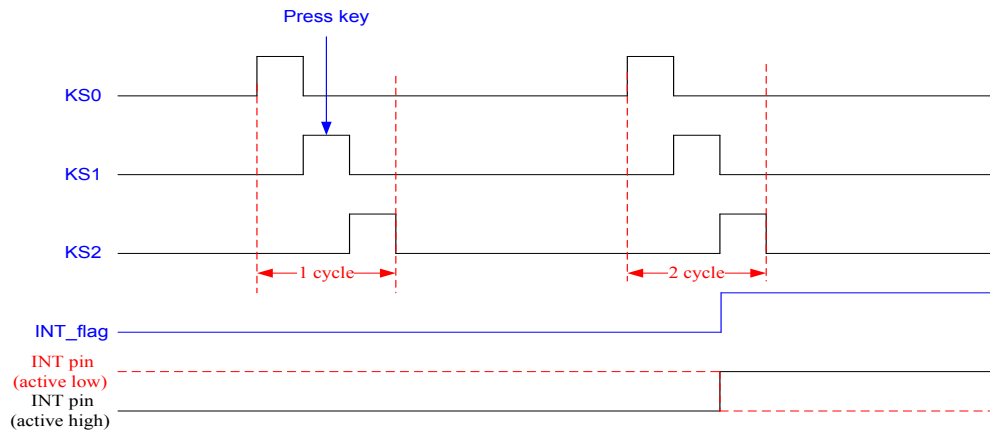 Press key
KS0
KS1
KS2
1 cycle
2 cycle
INT_flag
INT pin
(active low)
INT pin
(active high)